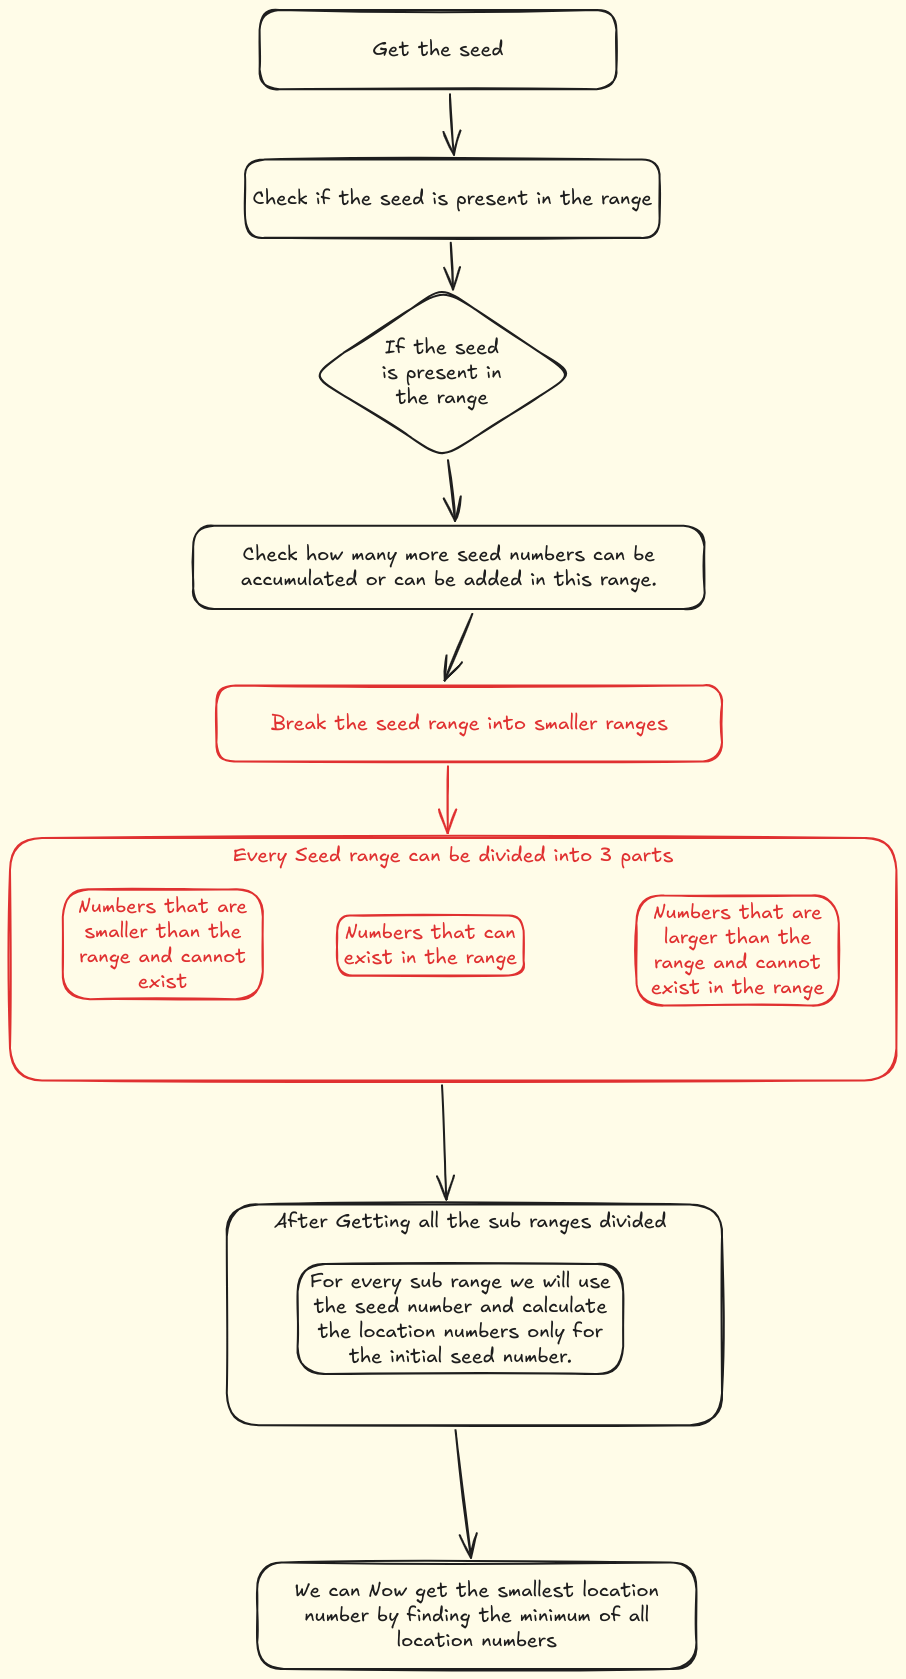 Get the seed
Check if the seed is present in the range
If the seed
is present in
the range
Check how many more seed numbers can be
accumulated or can be added in this range.
Break the seed range into smaller ranges
Every Seed range can be divided into 3 parts
Numbers that are
smaller than the
range and cannot
exist
Numbers that can
exist in the range
Numbers that are
larger than the
range and cannot
exist in the range
After Getting all the sub ranges divided
For every sub range we will use
the seed number and calculate
the location numbers only for
the initial seed number.
We can Now get the smallest location
number by finding the minimum of all
location numbers